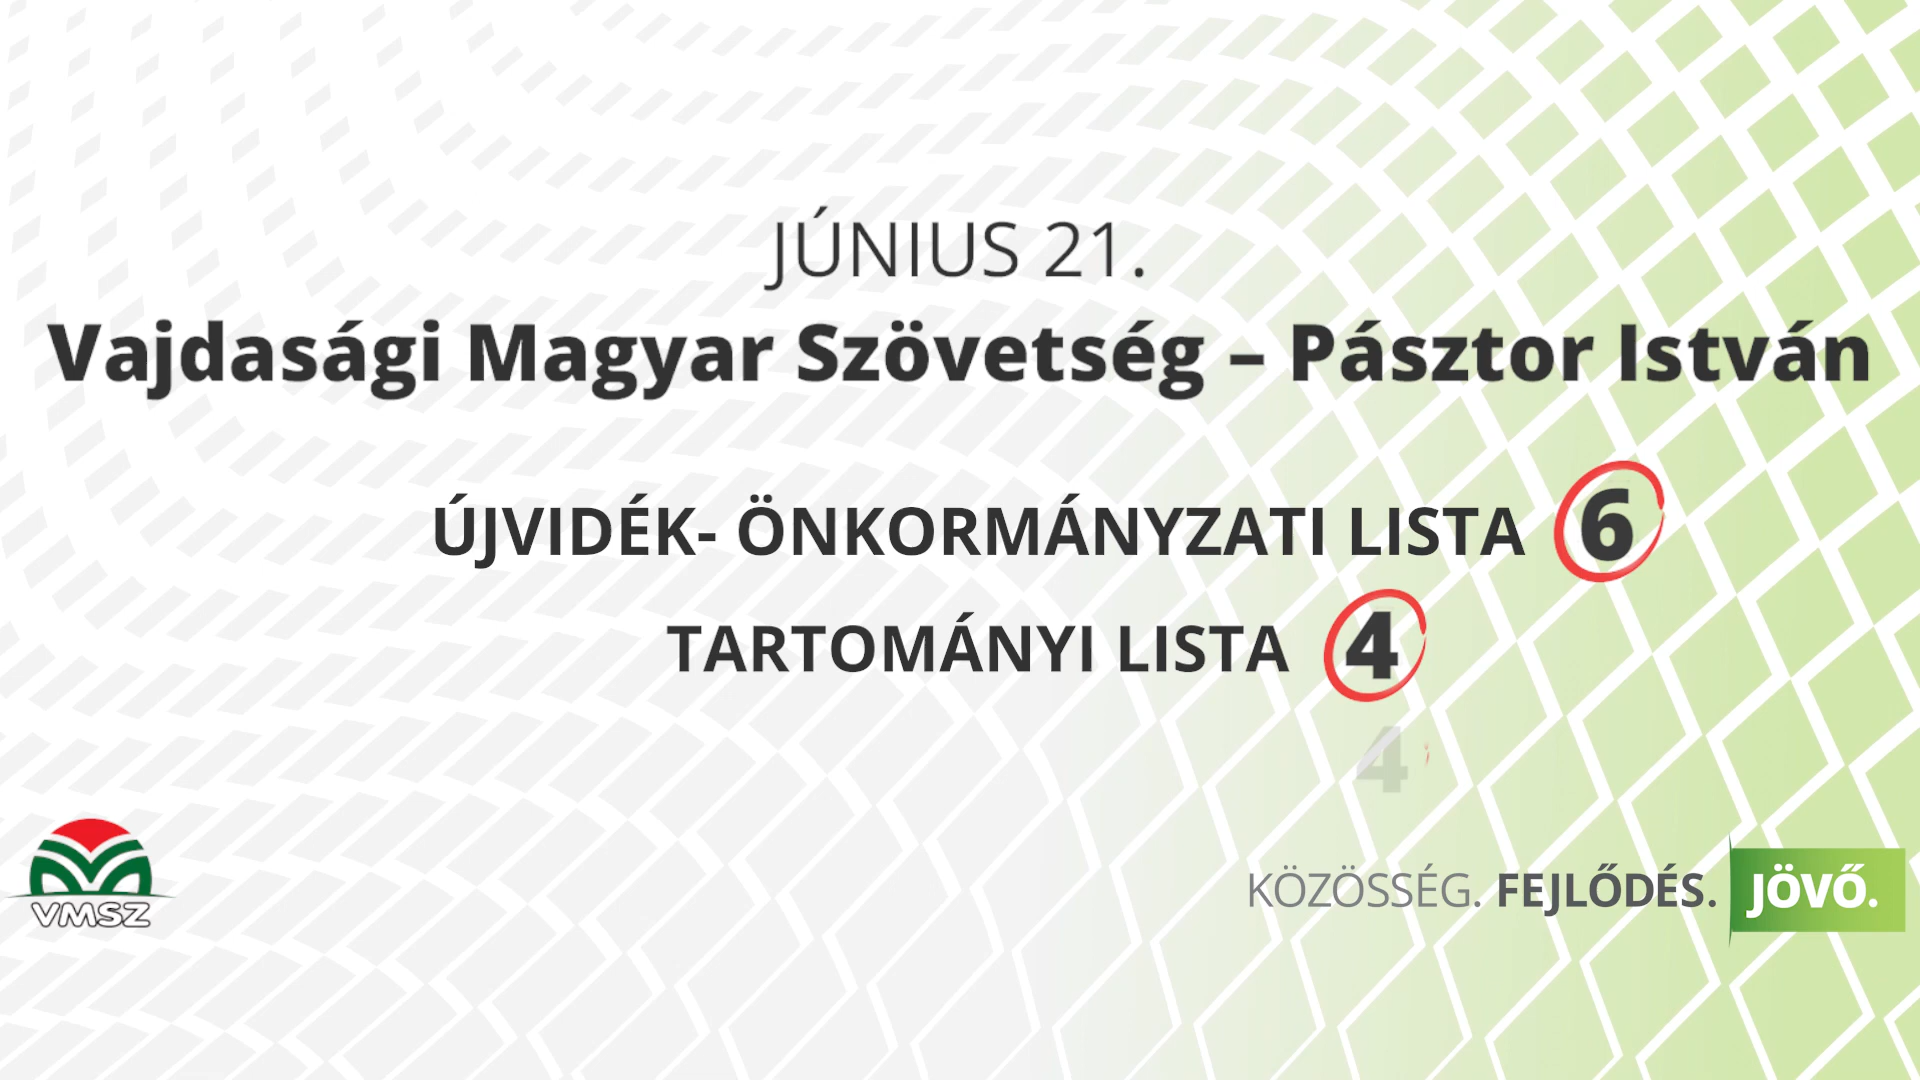 JÚNIUS 21.
Vajdasági Magyar Szövetség – Pásztor István
ÚJVIDÉK- ÖNKORMÁNYZATI LISTA 6
TARTOMÁNYI LISTA 4
4
VMSZ
KÖZÖSSÉG. FEJLŐDÉS. JÖVŐ.